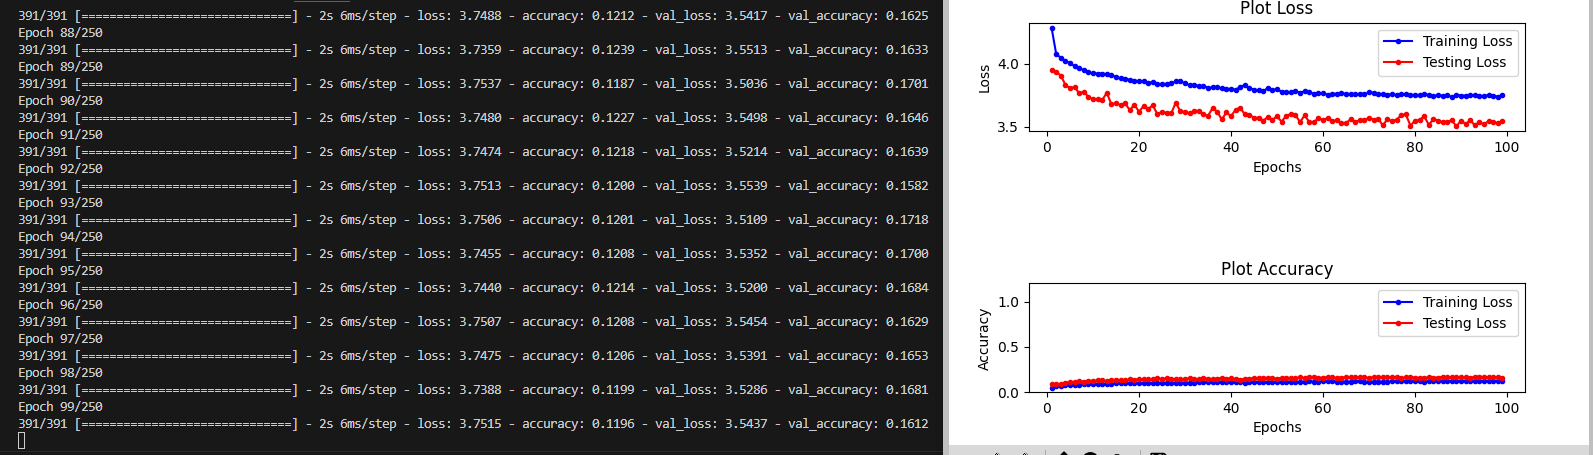 391/391 [==============================] - 2s 6ms/step - loss: 3.7488 - accuracy: 0.1212 - val_loss: 3.5417 - val_accuracy: 0.1625
Epoch 88/250
391/391 [==============================] - 2s 6ms/step - loss: 3.7359 - accuracy: 0.1239 - val_loss: 3.5513 - val_accuracy: 0.1633
Epoch 89/250
391/391 [==============================] - 2s 6ms/step - loss: 3.7537 - accuracy: 0.1187 - val_loss: 3.5036 - val_accuracy: 0.1701
Epoch 90/250
391/391 [==============================] - 2s 6ms/step - loss: 3.7480 - accuracy: 0.1227 - val_loss: 3.5498 - val_accuracy: 0.1646
Epoch 91/250
391/391 [==============================] - 2s 6ms/step - loss: 3.7474 - accuracy: 0.1218 - val_loss: 3.5214 - val_accuracy: 0.1639
Epoch 92/250
391/391 [==============================] - 2s 6ms/step - loss: 3.7513 - accuracy: 0.1200 - val_loss: 3.5539 - val_accuracy: 0.1582
Epoch 93/250
391/391 [==============================] - 2s 6ms/step - loss: 3.7506 - accuracy: 0.1201 - val_loss: 3.5109 - val_accuracy: 0.1718
Epoch 94/250
391/391 [==============================] - 2s 6ms/step - loss: 3.7455 - accuracy: 0.1208 - val_loss: 3.5352 - val_accuracy: 0.1700
Epoch 95/250
391/391 [==============================] - 2s 6ms/step - loss: 3.7440 - accuracy: 0.1214 - val_loss: 3.5200 - val_accuracy: 0.1684
Epoch 96/250
391/391 [==============================] - 2s 6ms/step - loss: 3.7507 - accuracy: 0.1208 - val_loss: 3.5454 - val_accuracy: 0.1629
Epoch 97/250
391/391 [==============================] - 2s 6ms/step - loss: 3.7475 - accuracy: 0.1206 - val_loss: 3.5391 - val_accuracy: 0.1653
Epoch 98/250
391/391 [==============================] - 2s 6ms/step - loss: 3.7388 - accuracy: 0.1199 - val_loss: 3.5286 - val_accuracy: 0.1681
Epoch 99/250
391/391 [==============================] - 2s 6ms/step - loss: 3.7515 - accuracy: 0.1196 - val_loss: 3.5437 - val_accuracy: 0.1612
Plot Loss
Training Loss
Testing Loss
Loss
4.0
3.5
0 20 40 60 80 100
Epochs
Plot Accuracy
Training Loss
Testing Loss
Accuracy
1.0
0.5
0.0
0 20 40 60 80 100
Epochs